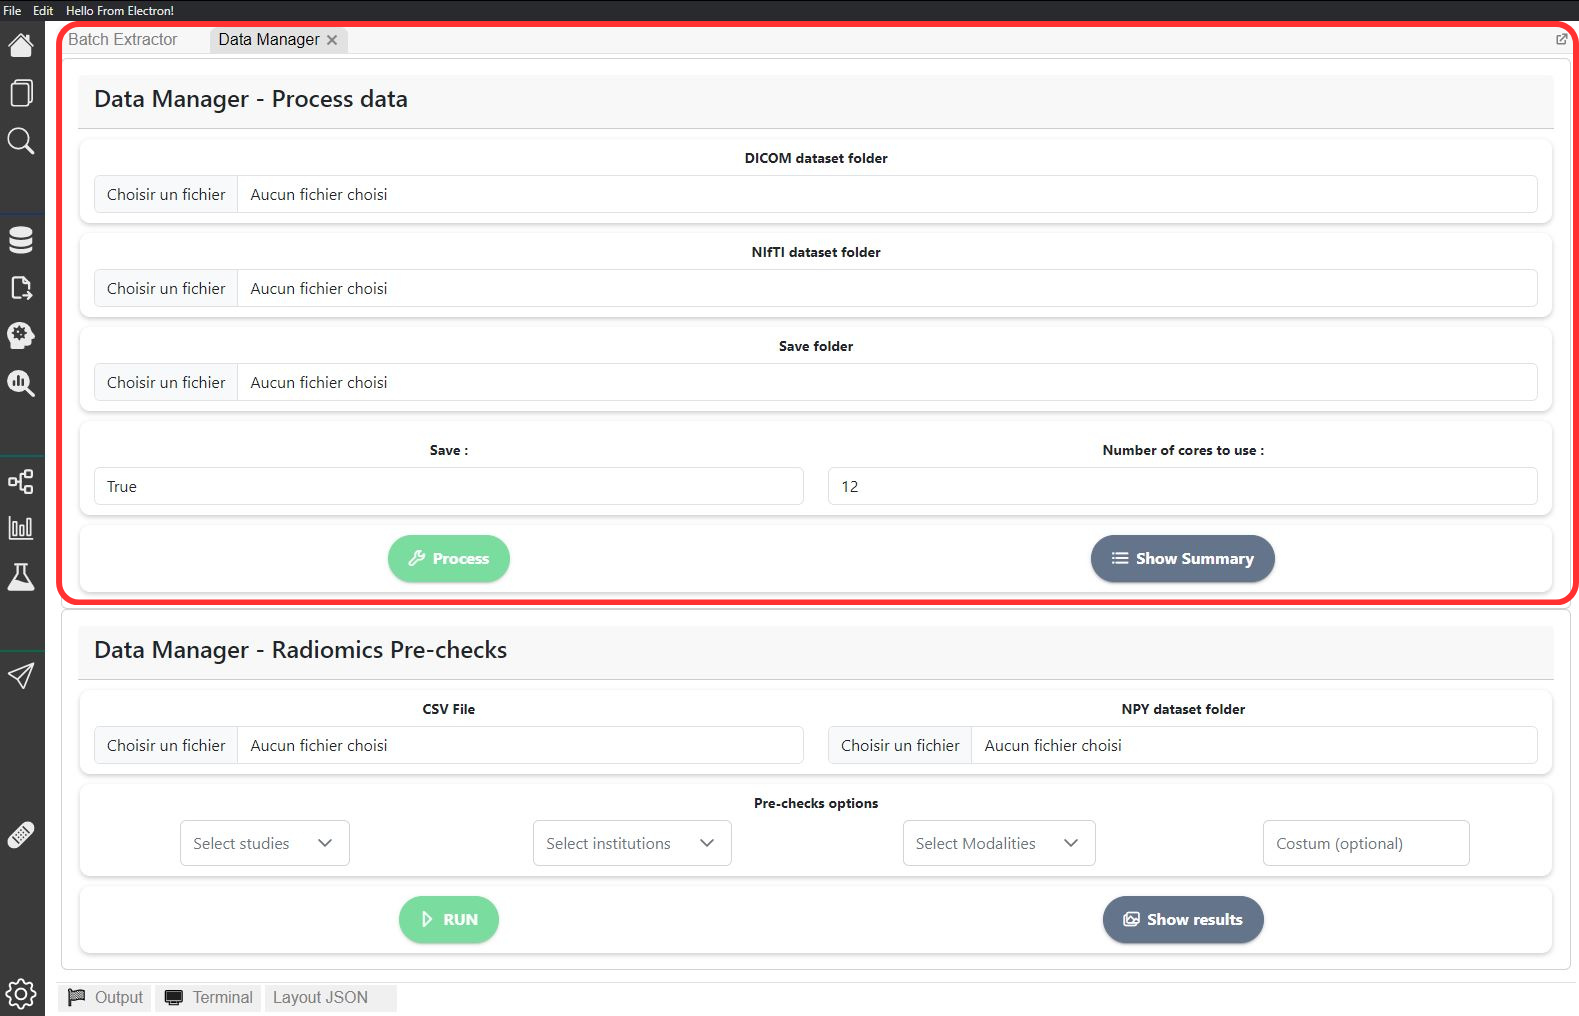 File Edit Hello From Electron!
Batch Extractor Data Manager
Data Manager - Process data
DICOM dataset folder
Choisir un fichier Aucun fichier choisi
NIfTI dataset folder
Choisir un fichier Aucun fichier choisi
Save folder
Choisir un fichier Aucun fichier choisi
Save : Number of cores to use :
True 12
Process Show Summary
Data Manager - Radiomics Pre-checks
CSV File NPY dataset folder
Choisir un fichier Aucun fichier choisi Choisir un fichier Aucun fichier choisi
Pre-checks options
Select studies Select institutions Select Modalities Costum (optional)
RUN Show results
Output Terminal Layout JSON